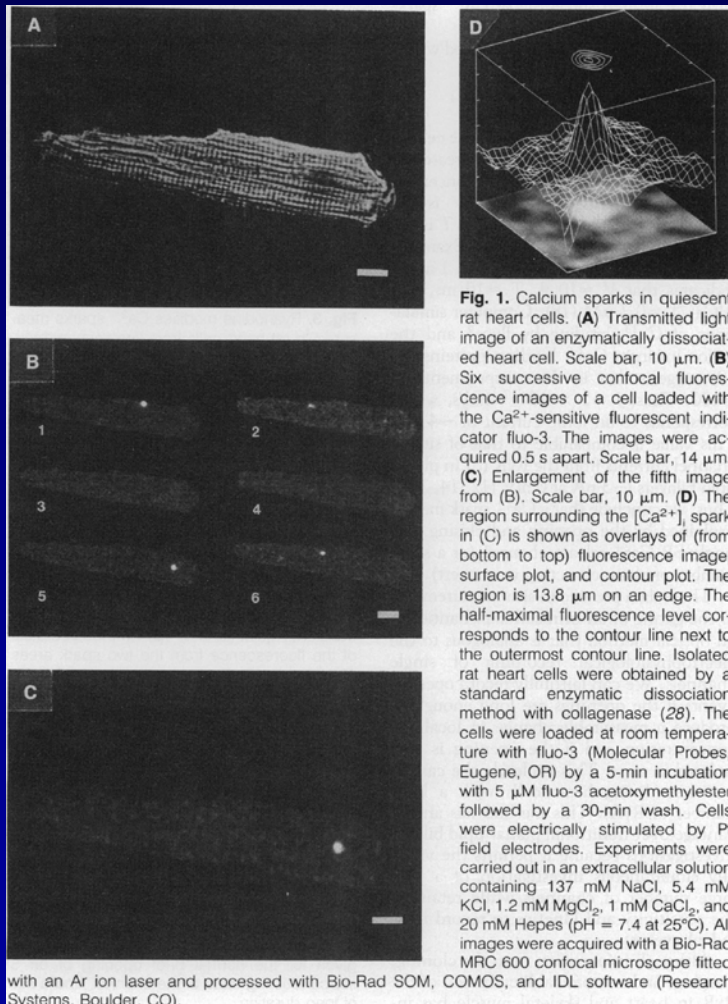 A
D
B
1
2
3
4
5
6
C
Fig. 1. Calcium sparks in quiescent
rat heart cells. (A) Transmitted light
image of an enzymatically dissociat-
ed heart cell. Scale bar, 10 μm. (B)
Six successive confocal fluores-
cence images of a cell loaded with
the Ca²⁺-sensitive fluorescent indi-
cator fluo-3. The images were ac-
quired 0.5 s apart. Scale bar, 14 μm.
(C) Enlargement of the fifth image
from (B). Scale bar, 10 μm. (D) The
region surrounding the [Ca²⁺]ᵢ spark
in (C) is shown as overlays of (from
bottom to top) fluorescence image,
surface plot, and contour plot. The
region is 13.8 μm on an edge. The
half-maximal fluorescence level cor-
responds to the contour line next to
the outermost contour line. Isolated
rat heart cells were obtained by a
standard enzymatic dissociation
method with collagenase (28). The
cells were loaded at room tempera-
ture with fluo-3 (Molecular Probes,
Eugene, OR) by a 5-min incubation
with 5 μM fluo-3 acetoxymethylester
followed by a 30-min wash. Cells
were electrically stimulated by P
field electrodes. Experiments were
carried out in an extracellular solution
containing 137 mM NaCl, 5.4 mM
KCl, 1.2 mM MgCl₂, 1 mM CaCl₂, and
20 mM Hepes (pH = 7.4 at 25°C). Al
images were acquired with a Bio-Rad
MRC 600 confocal microscope fitted
with an Ar ion laser and processed with Bio-Rad SOM, COMOS, and IDL software (Research
Systems, Boulder, CO)